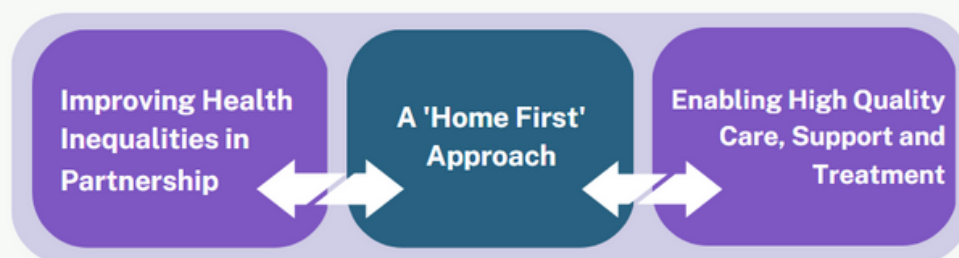 Improving Health
Inequalities in
Partnership
A 'Home First'
Approach
Enabling High Quality
Care, Support and
Treatment